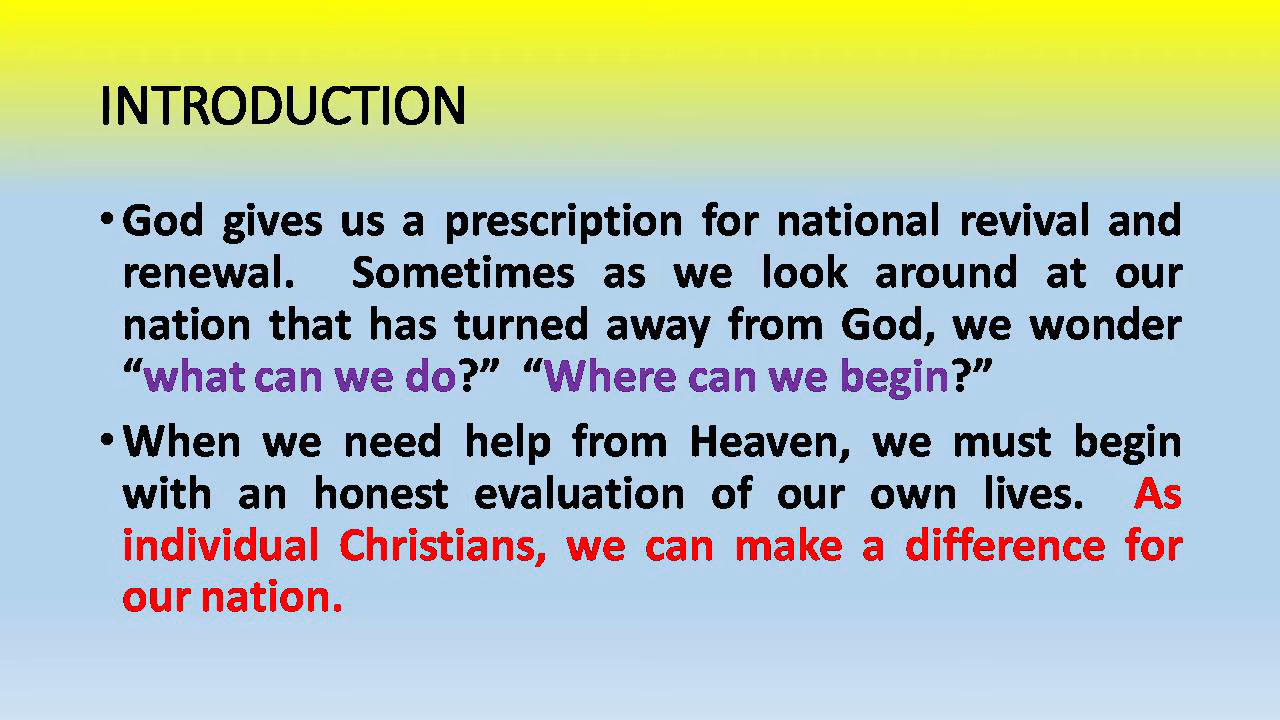 INTRODUCTION
•God gives us a prescription for national revival and
renewal.  Sometimes as we look around at our
nation that has turned away from God, we wonder
“what can we do?”  “Where can we begin?”
•When we need help from Heaven, we must begin
with an honest evaluation of our own lives.  As
individual Christians, we can make a difference for
our nation.